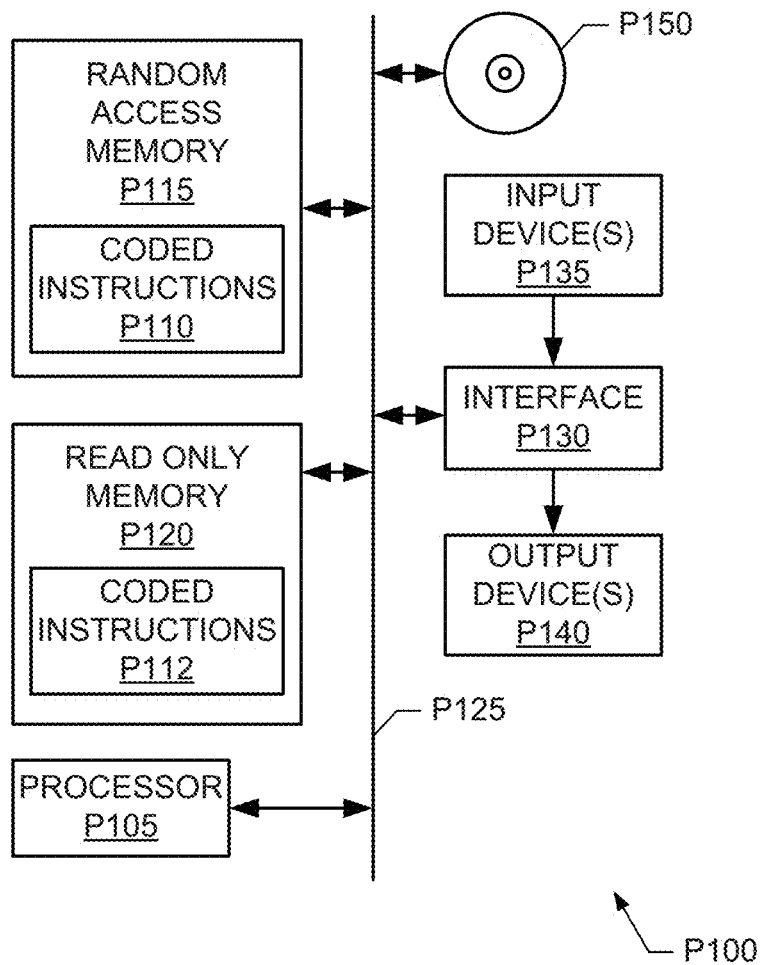 RANDOM
ACCESS
MEMORY
P115
CODED
INSTRUCTIONS
P110
READ ONLY
MEMORY
P120
CODED
INSTRUCTIONS
P112
PROCESSOR
P105
P150
INPUT
DEVICE(S)
P135
INTERFACE
P130
OUTPUT
DEVICE(S)
P140
P125
P100